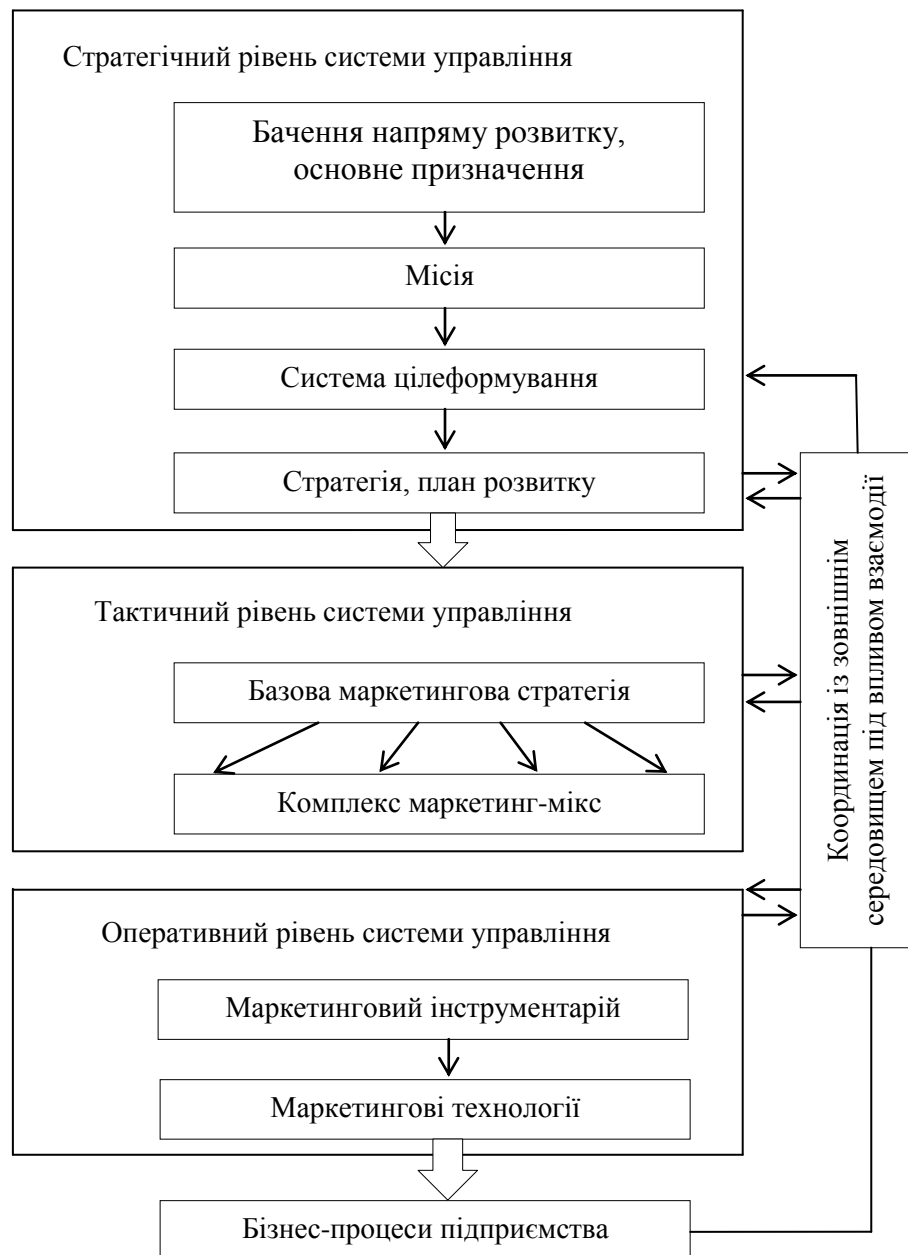 Стратегічний рівень системи управління
Бачення напряму розвитку,
основне призначення
Місія
Система цілеформування
Стратегія, план розвитку
Тактичний рівень системи управління
Базова маркетингова стратегія
Комплекс маркетинг-мікс
Оперативний рівень системи управління
Маркетинговий інструментарій
Маркетингові технології
Бізнес-процеси підприємства
Координація із зовнішнім
середовищем під впливом взаємодії